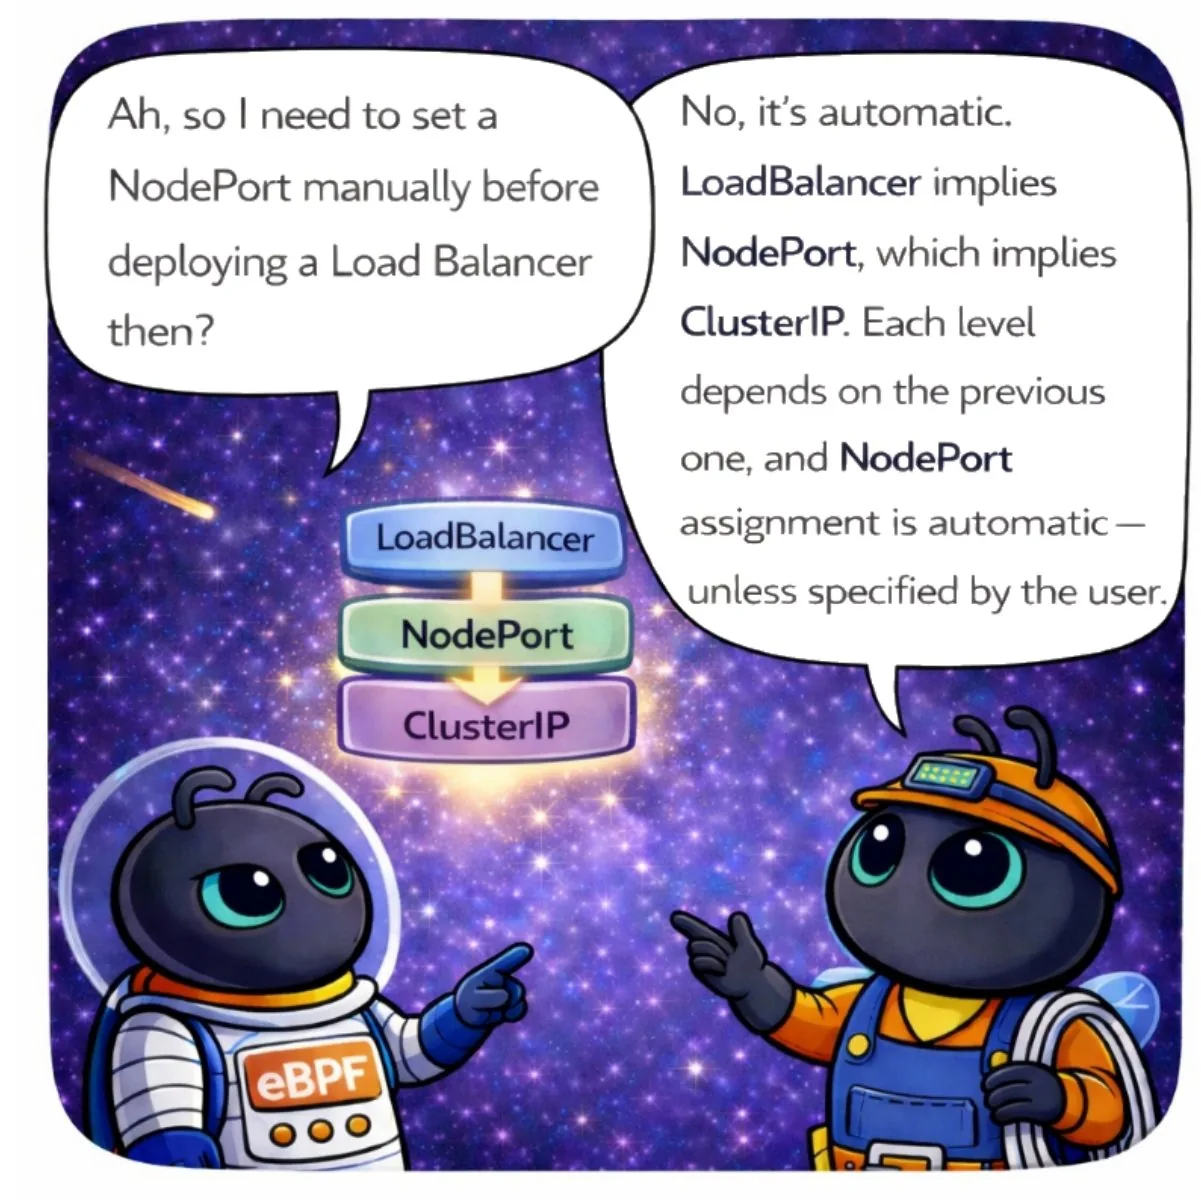 Ah, so I need to set a
NodePort manually before
deploying a Load Balancer
then?
No, it's automatic.
LoadBalancer implies
NodePort, which implies
ClusterIP. Each level
depends on the previous
one, and NodePort
assignment is automatic —
unless specified by the user.
LoadBalancer
NodePort
ClusterIP
eBPF